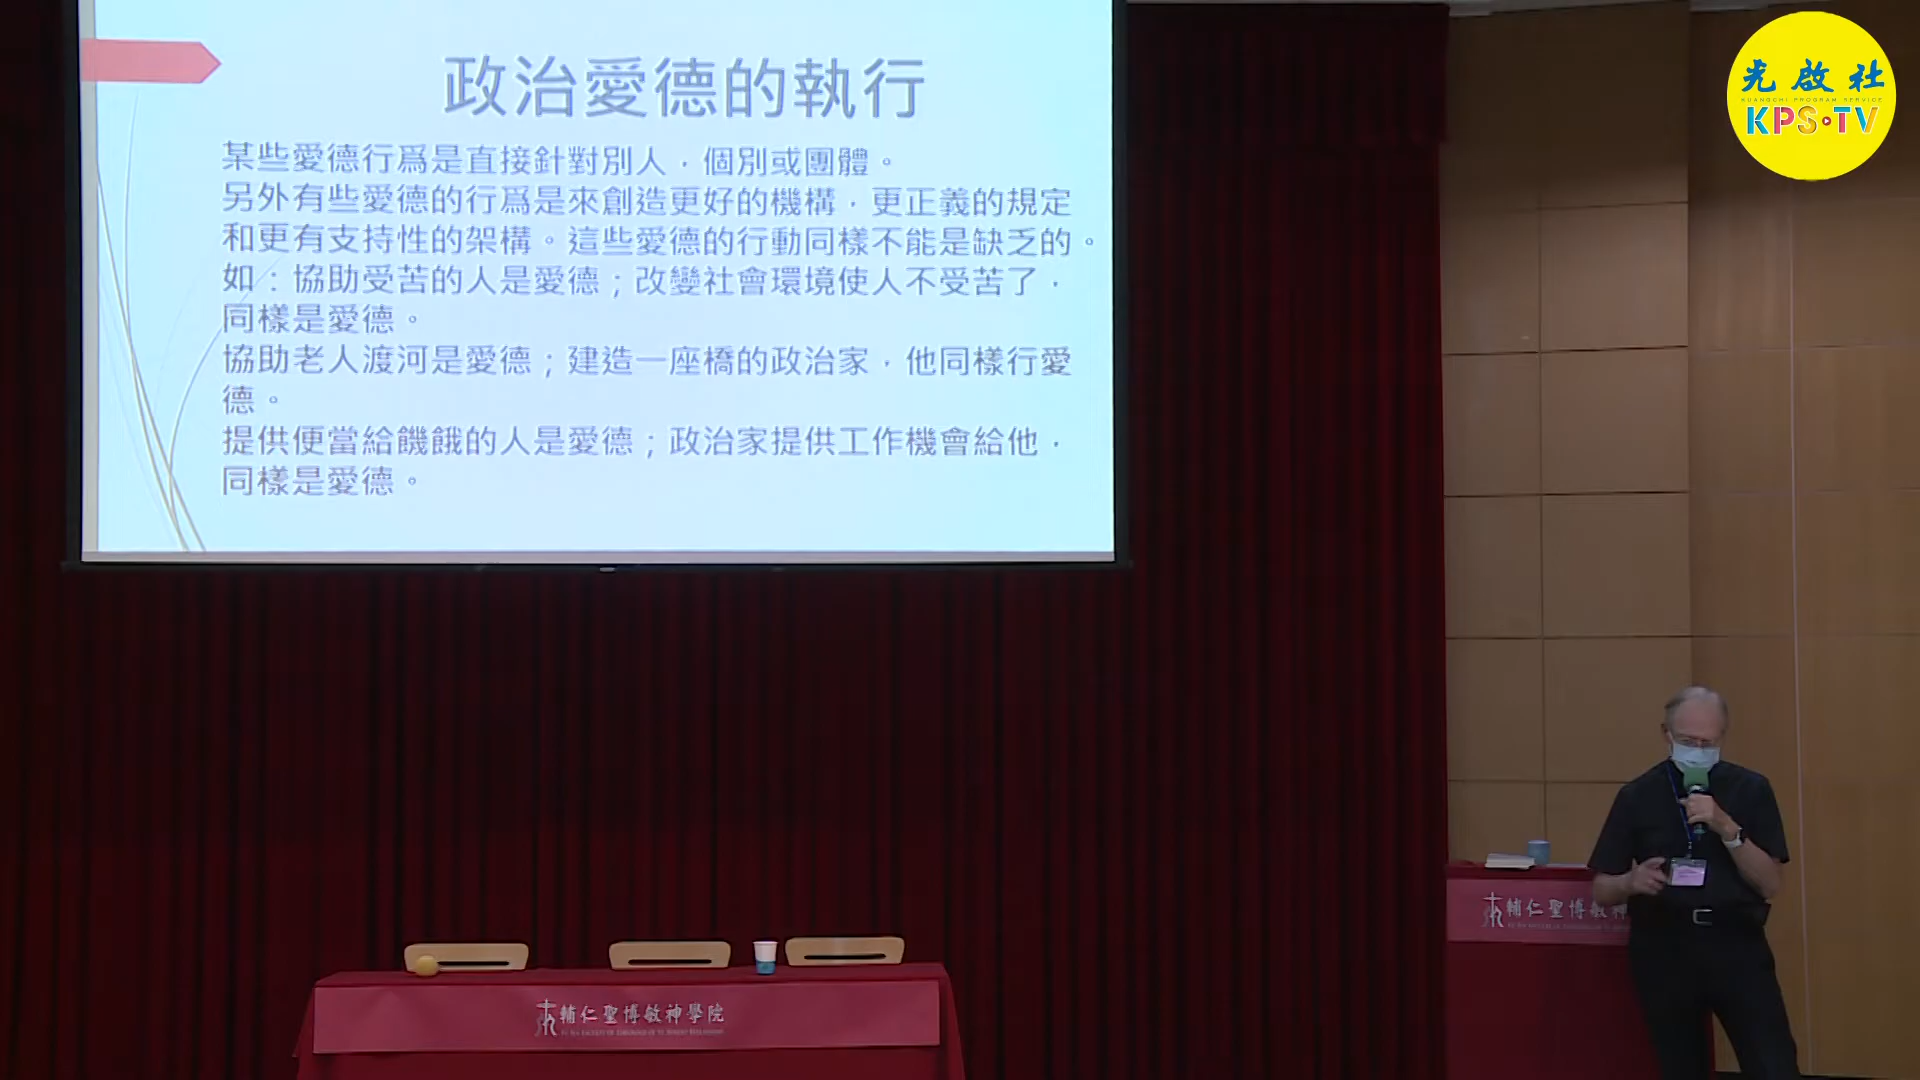 政治愛德的執行
某些愛德行為是直接針對別人，個別或團體。
另外有些愛德的行為是來創造更好的機構，更正義的規定
和更有支持性的架構。這些愛德的行動同樣不能是缺乏的。
如：協助受苦的人是愛德；改變社會環境使人不受苦了，
同樣是愛德。
協助老人渡河是愛德；建造一座橋的政治家，他同樣行愛
德。
提供便當給饑餓的人是愛德；政治家提供工作機會給他，
同樣是愛德。
光啟社
KUANGCHI PROGRAM SERVICE
KPS TV
輔仁聖博敏神
輔仁聖博敏神學院